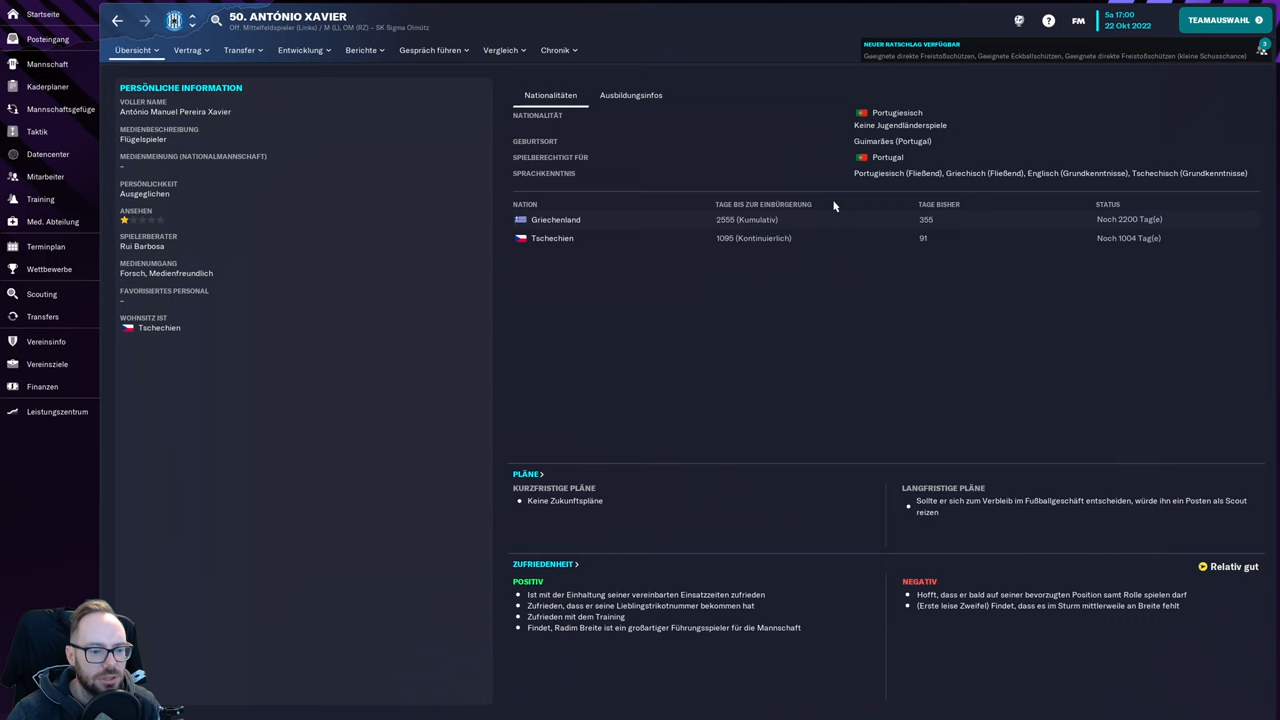 Startseite
Posteingang
Mannschaft
Kaderplaner
Mannschaftsgefüge
Taktik
Datencenter
Mitarbeiter
Training
Med. Abteilung
Terminplan
Wettbewerbe
Scouting
Transfers
Vereinsinfo
Vereinsziele
Finanzen
Leistungszentrum
50. ANTÓNIO XAVIER
Off. Mittelfeldspieler (Links) / M (L), OM (RZ) - SK Sigma Olmütz
FM
Sa 17:00
22 Okt 2022
TEAMAUSWAHL
Übersicht
Vertrag
Transfer
Entwicklung
Berichte
Gespräch führen
Vergleich
Chronik
NEUER RATSCHLAG VERFÜGBAR
Geeignete direkte Freistoßschützen, Geeignete Eckballschützen, Geeignete direkte Freistoßschützen (kleine Schusschance)
3
PERSÖNLICHE INFORMATION
VOLLER NAME
António Manuel Pereira Xavier
MEDIENBESCHREIBUNG
Flügelspieler
MEDIENMEINUNG (NATIONALMANNSCHAFT)
-
PERSÖNLICHKEIT
Ausgeglichen
ANSEHEN
SPIELERBERATER
Rui Barbosa
MEDIENUMGANG
Forsch, Medienfreundlich
FAVORISIERTES PERSONAL
-
WOHNSITZ IST
Tschechien
Nationalitäten
Ausbildungsinfos
NATIONALITÄT
Portugiesisch
Keine Jugendländerspiele
GEBURTSORT
Guimarães (Portugal)
SPIELBERECHTIGT FÜR
Portugal
SPRACHKENNTNIS
Portugiesisch (Fließend), Griechisch (Fließend), Englisch (Grundkenntnisse), Tschechisch (Grundkenntnisse)
NATION TAGE BIS ZUR EINBÜRGERUNG TAGE BISHER STATUS
Griechenland 2555 (Kumulativ) 355 Noch 2200 Tag(e)
Tschechien 1095 (Kontinuierlich) 91 Noch 1004 Tag(e)
PLÄNE
KURZFRISTIGE PLÄNE
Keine Zukunftspläne
LANGFRISTIGE PLÄNE
Sollte er sich zum Verbleib im Fußballgeschäft entscheiden, würde ihn ein Posten als Scout
reizen
ZUFRIEDENHEIT
Relativ gut
POSITIV
Ist mit der Einhaltung seiner vereinbarten Einsatzzeiten zufrieden
Zufrieden, dass er seine Lieblingstrikotnummer bekommen hat
Zufrieden mit dem Training
Findet, Radim Breite ist ein großartiger Führungsspieler für die Mannschaft
NEGATIV
Hofft, dass er bald auf seiner bevorzugten Position samt Rolle spielen darf
(Erste leise Zweifel) Findet, dass es im Sturm mittlerweile an Breite fehlt